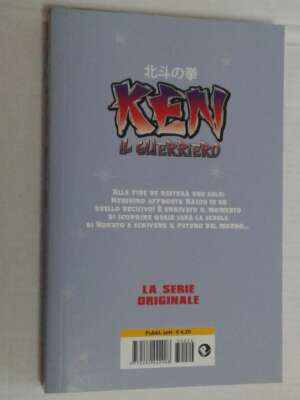 北斗の拳
KEN
IL GUERRIERO
ALLA FINE NE RESTERÀ UNO SOLO:
KENSHIRO AFFRONTA RAOUL IN UN
DUELLO DECISIVO! È ARRIVATO IL MOMENTO
DI SCOPRIRE QUALE SARÀ LA SCUOLA
DI HOKUTO A SCRIVERE IL FUTURO DEL MONDO...
LA SERIE
ORIGINALE